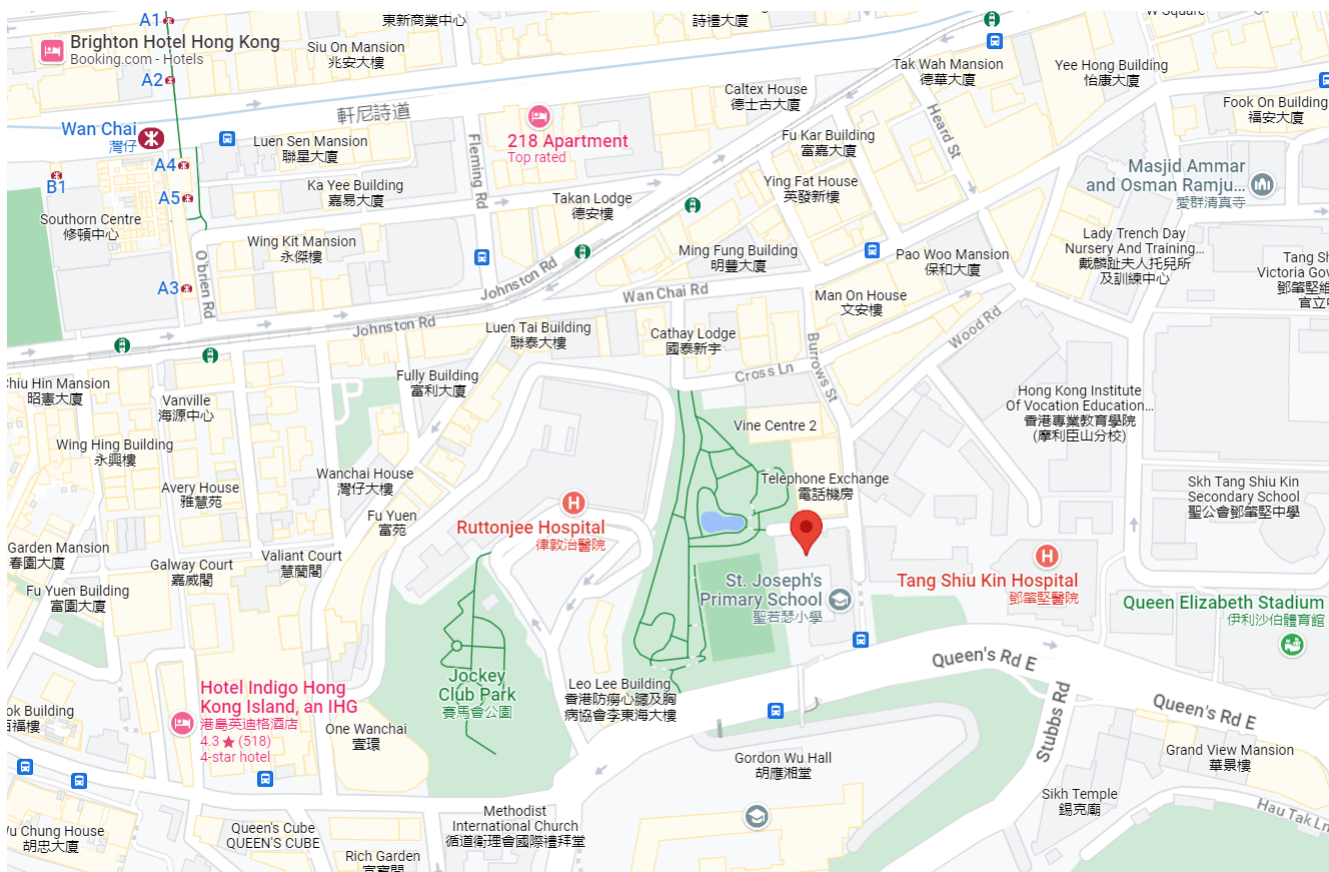 A1
東新商業中心
詩禮大廈
Brighton Hotel Hong Kong
Booking.com - Hotels
Siu On Mansion
兆安大樓
A2
Caltex House
德士古大廈
Tak Wah Mansion
德華大廈
Yee Hong Building
怡康大廈
Fook On Building
福安大廈
軒尼詩道
Wan Chai
灣仔
Luen Sen Mansion
聯星大廈
Fleming Rd
218 Apartment
Top rated
Fu Kar Building
富嘉大廈
Heard St
Masjid Ammar
and Osman Ramju...
愛群清真寺
A4
B1
A5
Ka Yee Building
嘉易大廈
Takan Lodge
德安樓
Ying Fat House
英發新樓
Southorn Centre
修頓中心
Wing Kit Mansion
永傑樓
Ming Fung Building
明豐大廈
Pao Woo Mansion
保和大廈
Lady Trench Day
Nursery And Training...
戴麟趾夫人托兒所
及訓練中心
O'brien Rd
A3
Johnston Rd
Wan Chai Rd
Man On House
文安樓
Johnston Rd
Luen Tai Building
聯泰大樓
Cathay Lodge
國泰新宇
Burrows St
Wood Rd
Cross Ln
Chiu Hin Mansion
昭憲大廈
Vanville
海源中心
Fully Building
富利大廈
Hong Kong Institute
Of Vocation Education...
香港專業教育學院
(摩利臣山分校)
Vine Centre 2
Wing Hing Building
永興樓
Wanchai House
灣仔大樓
Telephone Exchange
電話機房
Skh Tang Shiu Kin
Secondary School
聖公會鄧肇堅中學
Avery House
雅慧苑
Fu Yuen
富苑
Ruttonjee Hospital
律敦治醫院
Garden Mansion
春園大廈
Galway Court
嘉威閣
Valiant Court
慧蘭閣
Fu Yuen Building
富圓大廈
St. Joseph's
Primary School
聖若瑟小學
Tang Shiu Kin Hospital
鄧肇堅醫院
Queen Elizabeth Stadium
伊利沙伯體育館
Queen's Rd E
Jockey
Club Park
賽馬會公園
Leo Lee Building
香港防癆心臟及胸
病協會李東海大樓
Hotel Indigo Hong
Kong Island, an IHG
港島英迪格酒店
4.3 ★ (518)
4-star hotel
One Wanchai
壹環
Stubbs Rd
Queen's Rd E
Gordon Wu Hall
胡應湘堂
Grand View Mansion
華景樓
Sikh Temple
錫克廟
Hau Tak Ln
Methodist
International Church
循道衛理會國際禮拜堂
Wu Chung House
胡忠大廈
Queen's Cube
QUEEN'S CUBE
Rich Garden